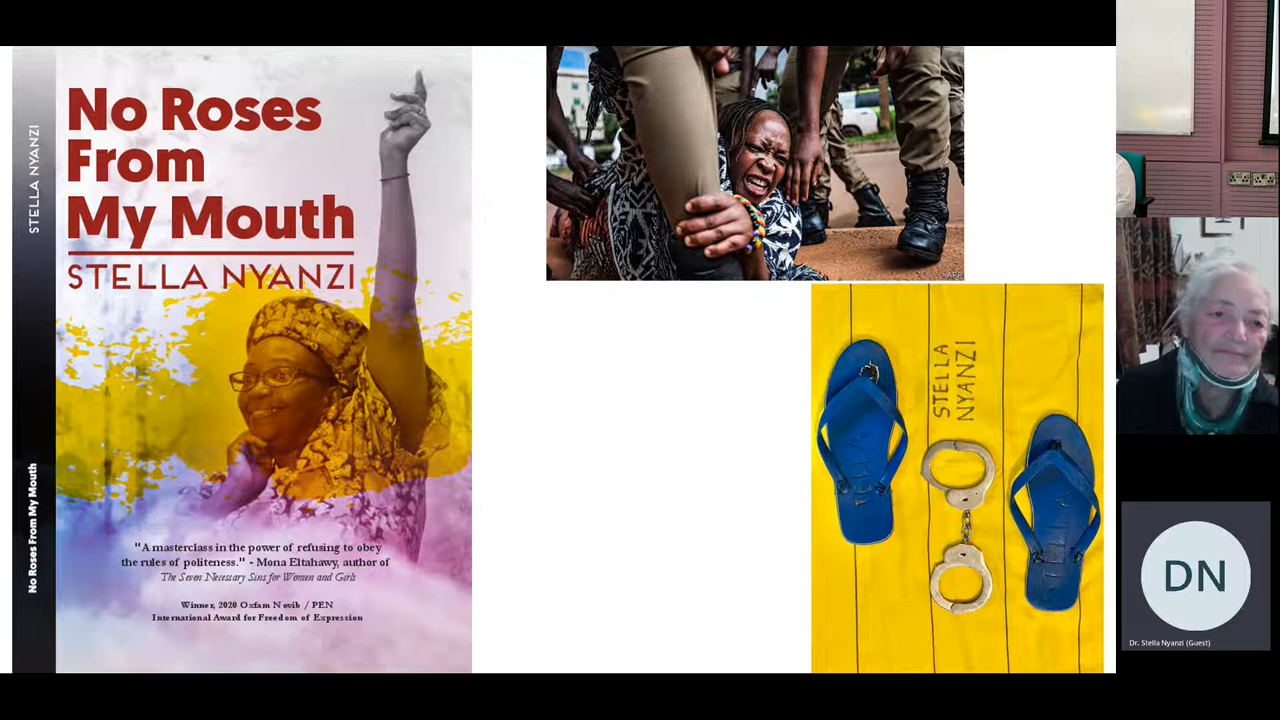 STELLA NYANZI
No Roses From My Mouth
No Roses
From
My Mouth
STELLA NYANZI
"A masterclass in the power of refusing to obey
the rules of politeness." - Mona Eltahawy, author of
The Seven Necessary Sins for Women and Girls
Winner, 2020 Oxfam Novib / PEN
International Award for Freedom of Expression
AFP
STELLA
NYANZI
DN
Dr. Stella Nyanzi (Guest)